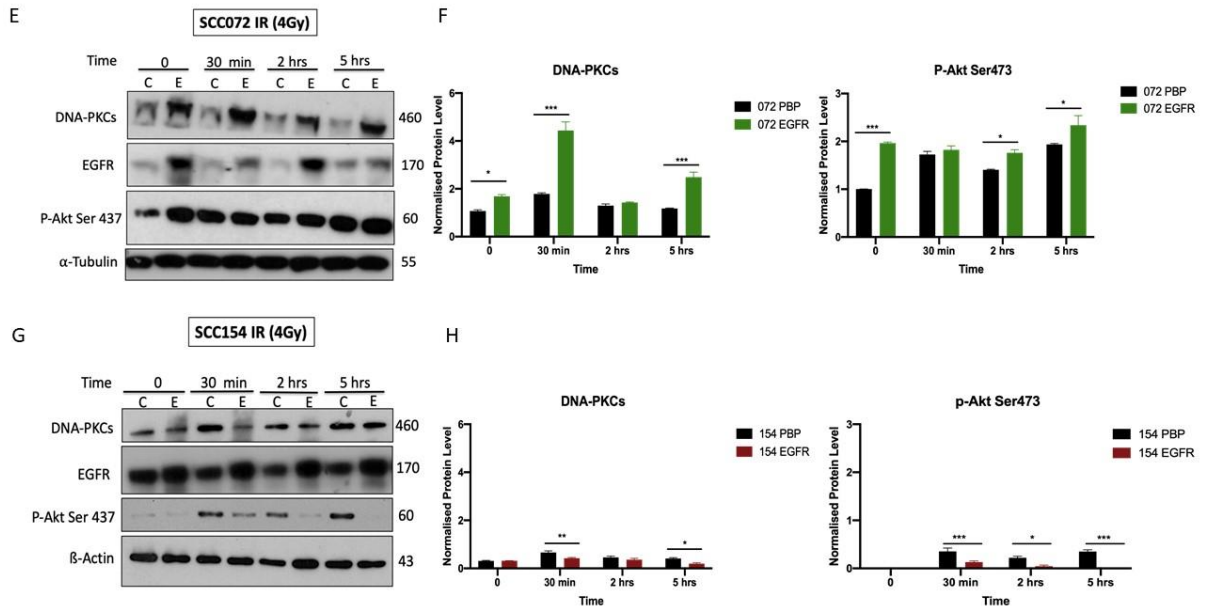 E
SCC072 IR (4Gy)
Time 0 30 min 2 hrs 5 hrs
C E C E C E C E
DNA-PKCs 460
EGFR 170
P-Akt Ser 437 60
α-Tubulin 55
F
DNA-PKCs
072 PBP
072 EGFR
Normalised Protein Level
6
4
2
0
* *** ***
0 30 min 2 hrs 5 hrs
Time
P-Akt Ser473
072 PBP
072 EGFR
Normalised Protein Level
3
2
1
0
*** * *
0 30 min 2 hrs 5 hrs
Time
G
SCC154 IR (4Gy)
Time 0 30 min 2 hrs 5 hrs
C E C E C E C E
DNA-PKCs 460
EGFR 170
P-Akt Ser 437 60
ß-Actin 43
H
DNA-PKCs
154 PBP
154 EGFR
Normalised Protein Level
6
4
2
0
** *
0 30 min 2 hrs 5 hrs
Time
p-Akt Ser473
154 PBP
154 EGFR
Normalised Protein Level
3
2
1
0
*** * ***
0 30 min 2 hrs 5 hrs
Time